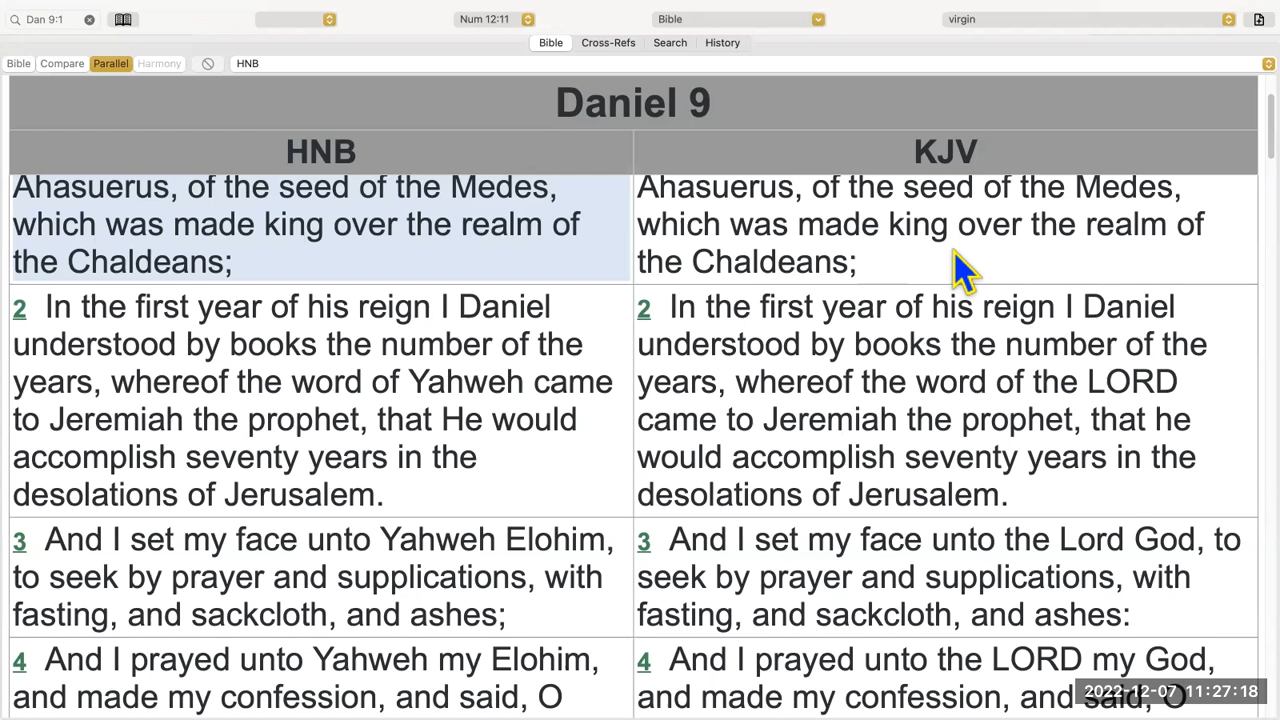 Dan 9:1
Num 12:11
Bible
virgin
Bible
Cross-Refs
Search
History
Bible
Compare
Parallel
Harmony
HNB
Daniel 9
HNB
KJV
Ahasuerus, of the seed of the Medes,
which was made king over the realm of
the Chaldeans;
Ahasuerus, of the seed of the Medes,
which was made king over the realm of
the Chaldeans;
2 In the first year of his reign I Daniel
understood by books the number of the
years, whereof the word of Yahweh came
to Jeremiah the prophet, that He would
accomplish seventy years in the
desolations of Jerusalem.
2 In the first year of his reign I Daniel
understood by books the number of the
years, whereof the word of the LORD
came to Jeremiah the prophet, that he
would accomplish seventy years in the
desolations of Jerusalem.
3 And I set my face unto Yahweh Elohim,
to seek by prayer and supplications, with
fasting, and sackcloth, and ashes;
3 And I set my face unto the Lord God, to
seek by prayer and supplications, with
fasting, and sackcloth, and ashes:
4 And I prayed unto Yahweh my Elohim,
and made my confession, and said, O
4 And I prayed unto the LORD my God,
and made my confession, and said, O
2022-12-07 11:27:18